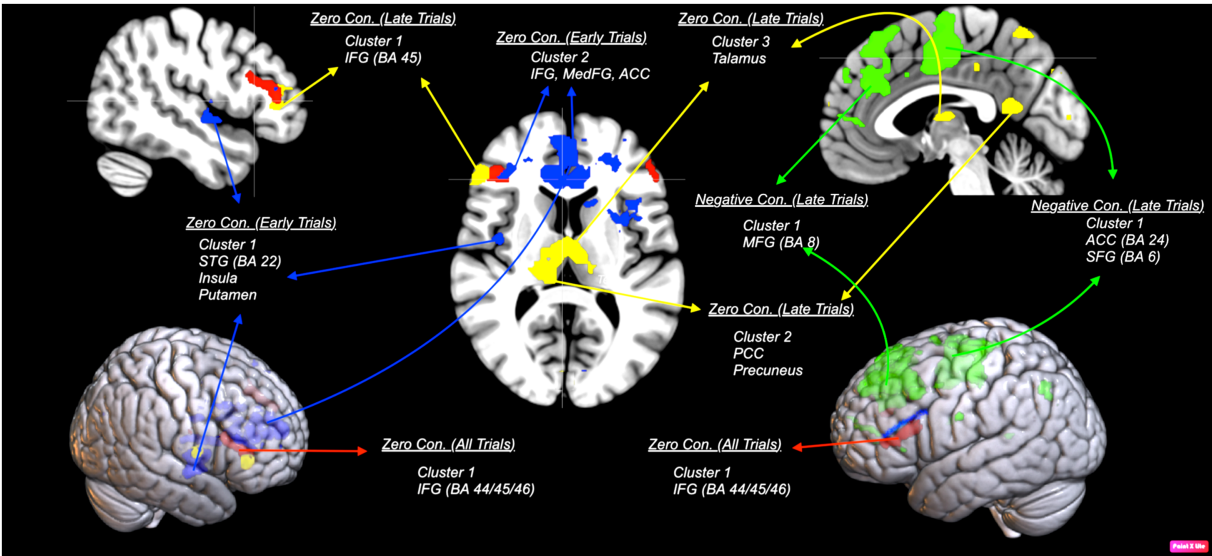 Zero Con. (Late Trials)
Cluster 1
IFG (BA 45)
Zero Con. (Early Trials)
Cluster 2
IFG, MedFG, ACC
Zero Con. (Late Trials)
Cluster 3
Talamus
Zero Con. (Early Trials)
Cluster 1
STG (BA 22)
Insula
Putamen
Negative Con. (Late Trials)
Cluster 1
MFG (BA 8)
Negative Con. (Late Trials)
Cluster 1
ACC (BA 24)
SFG (BA 6)
Zero Con. (Late Trials)
Cluster 2
PCC
Precuneus
Zero Con. (All Trials)
Cluster 1
IFG (BA 44/45/46)
Zero Con. (All Trials)
Cluster 1
IFG (BA 44/45/46)
Paint X lite